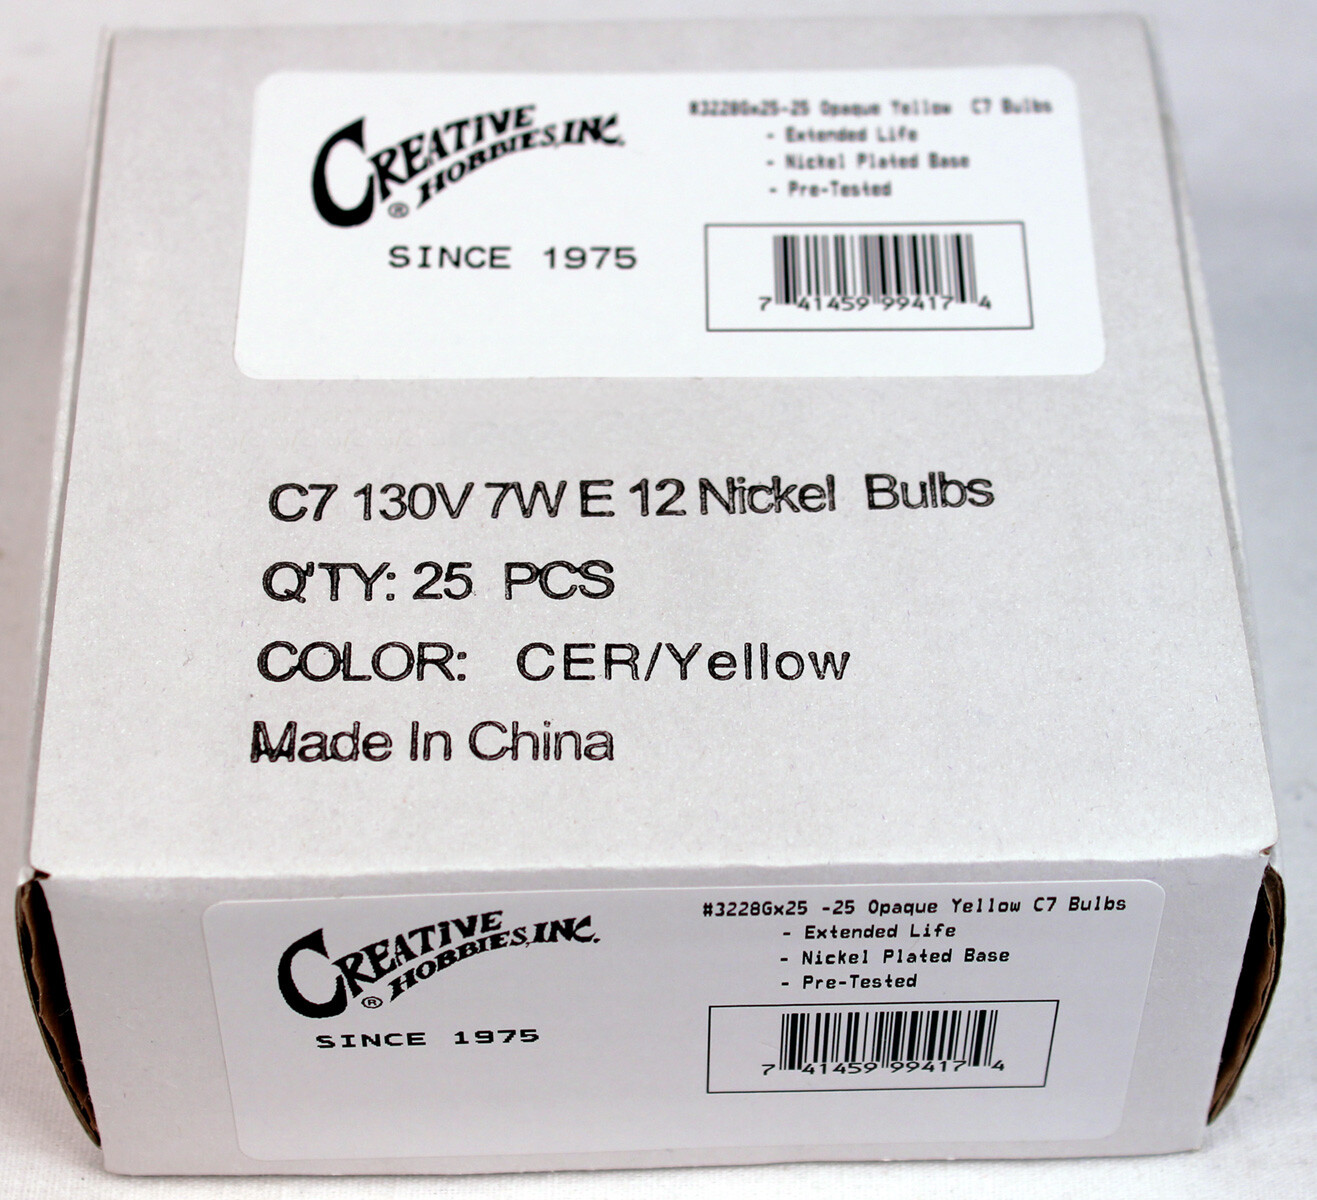 CREATIVE
HOBBIES, INC.
®
SINCE 1975
#3228Gx25-25 Opaque Yellow C7 Bulbs
- Extended Life
- Nickel Plated Base
- Pre-Tested
7 41459 99417 4
C7 130V 7W E 12 Nickel Bulbs
Q'TY: 25 PCS
COLOR: CER/Yellow
Made In China
CREATIVE
HOBBIES, INC.
®
SINCE 1975
#3228Gx25 -25 Opaque Yellow C7 Bulbs
- Extended Life
- Nickel Plated Base
- Pre-Tested
7 41459 99417 4